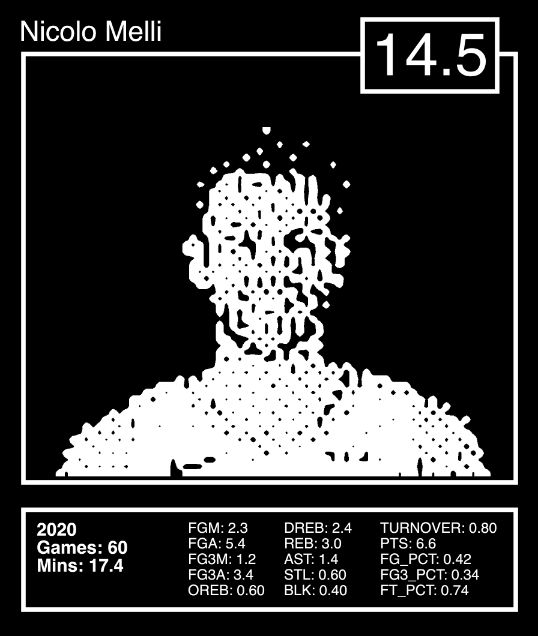 Nicolo Melli
14.5
2020
Games: 60
Mins: 17.4
FGM: 2.3
FGA: 5.4
FG3M: 1.2
FG3A: 3.4
OREB: 0.60
DREB: 2.4
REB: 3.0
AST: 1.4
STL: 0.60
BLK: 0.40
TURNOVER: 0.80
PTS: 6.6
FG_PCT: 0.42
FG3_PCT: 0.34
FT_PCT: 0.74